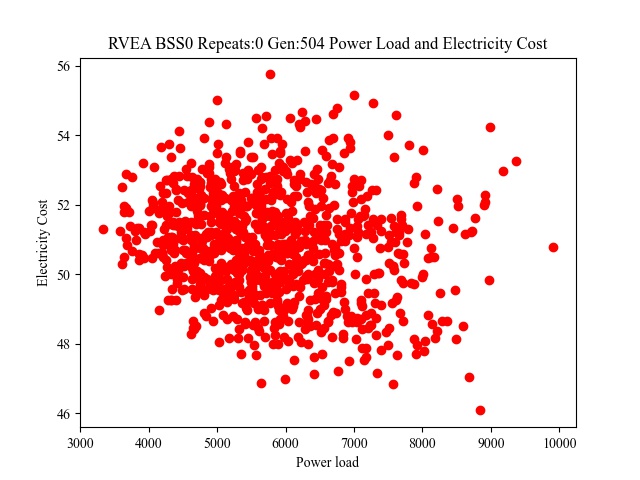 RVEA BSS0 Repeats:0 Gen:504 Power Load and Electricity Cost
56
54
52
50
48
46
Electricity Cost
3000 4000 5000 6000 7000 8000 9000 10000
Power load